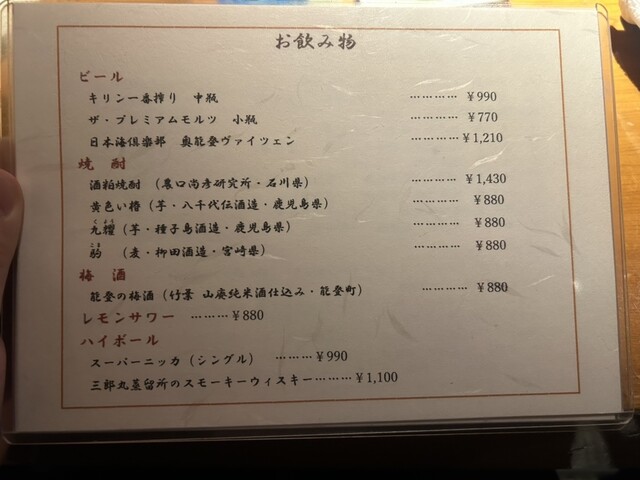 お飲み物
ビール
キリン一番搾り 中瓶 ………… ¥990
ザ・プレミアムモルツ 小瓶 ………… ¥770
日本海倶楽部 奥能登ヴァイツェン ………… ¥1,210
焼 酎
酒粕焼酎 (農口尚彦研究所・石川県) ………… ¥1,430
黄色い椿 (芋・八千代伝酒造・鹿児島県) ………… ¥880
九耀 (芋・種子島酒造・鹿児島県) ………… ¥880
駒 (麦・柳田酒造・宮崎県) ………… ¥880
梅 酒
能登の梅酒 (竹葉 山廃純米酒仕込み・能登町) ………… ¥880
レモンサワー ……… ¥880
ハイボール
スーパーニッカ (シングル) ……… ¥990
三郎丸蒸留所のスモーキーウィスキー ……… ¥1,100